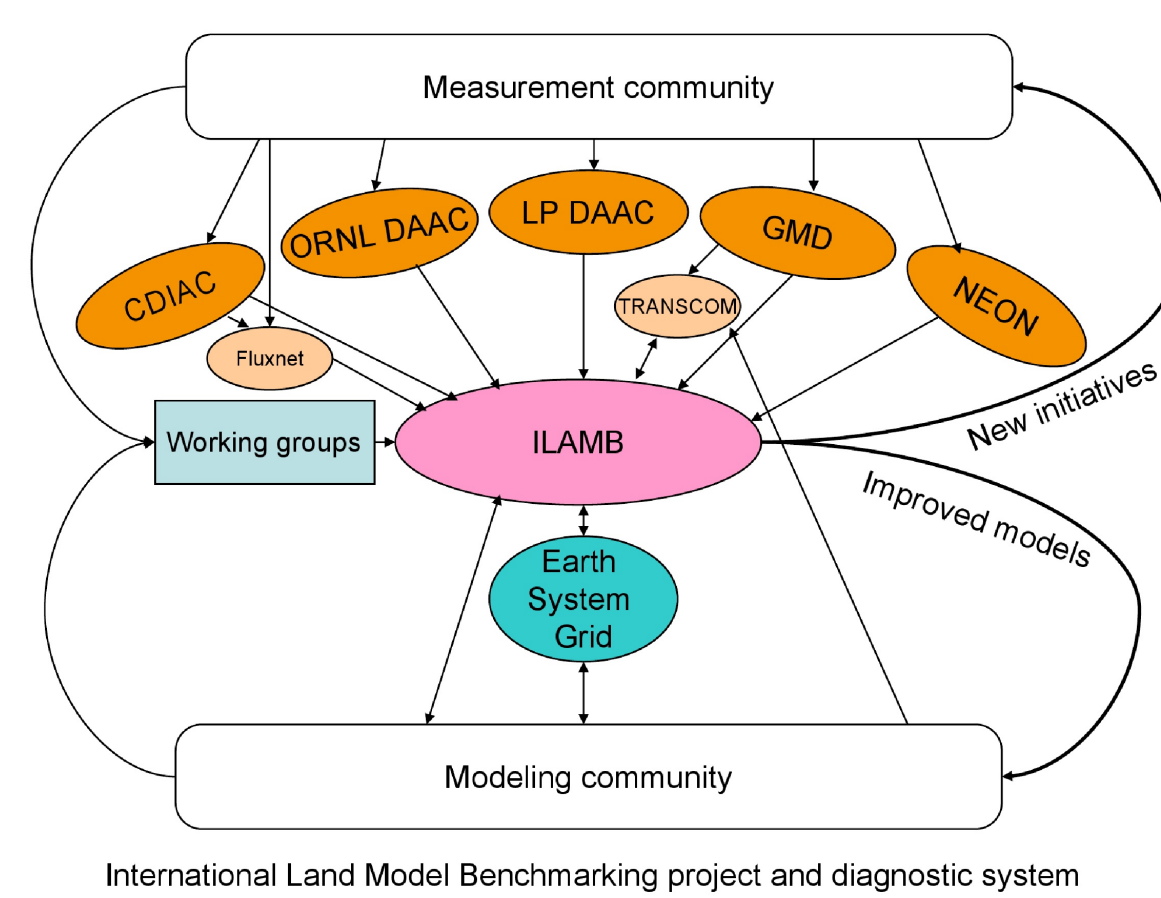 Measurement community
LP DAAC
ORNL DAAC
GMD
CDIAC
NEON
TRANSCOM
Fluxnet
New initiatives
Working groups
ILAMB
Improved models
Earth
System
Grid
Modeling community
International Land Model Benchmarking project and diagnostic system